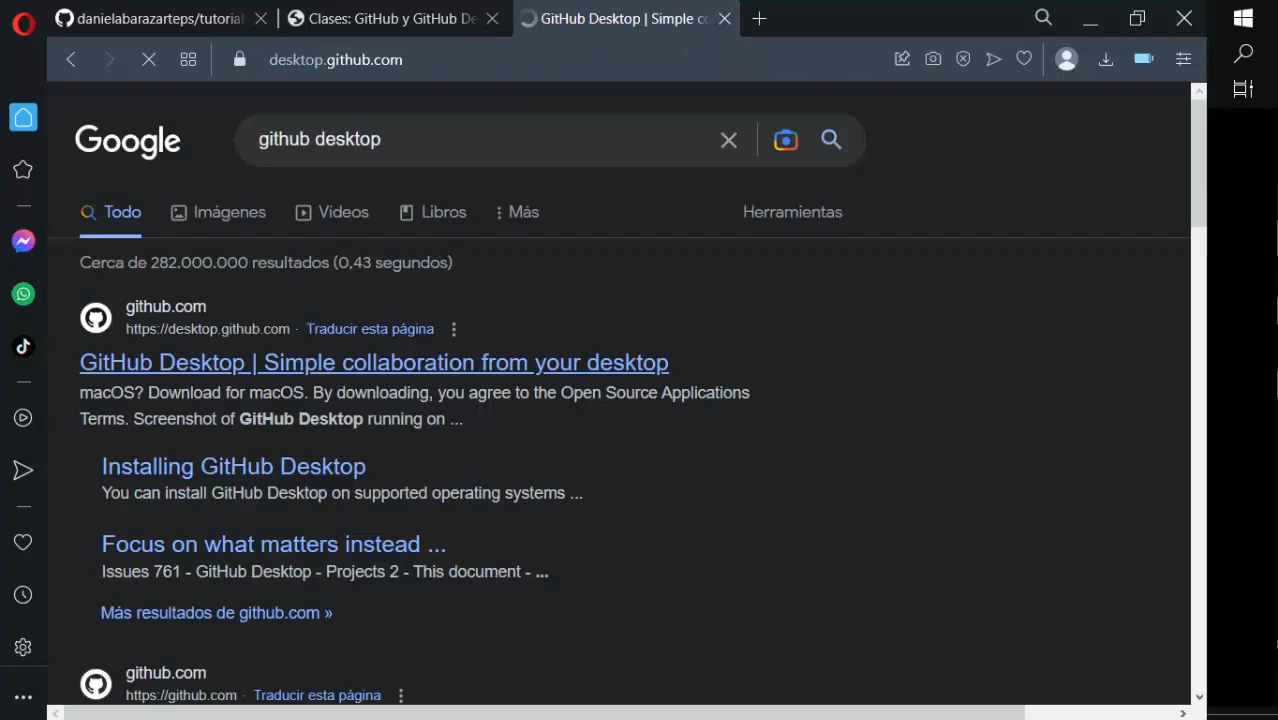 danielabarazarteps/tutorial
Clases: GitHub y GitHub De
GitHub Desktop | Simple co
desktop.github.com
Google
github desktop
Todo
Imágenes
Vídeos
Libros
Más
Herramientas
Cerca de 282.000.000 resultados (0,43 segundos)
github.com
https://desktop.github.com · Traducir esta página
GitHub Desktop | Simple collaboration from your desktop
macOS? Download for macOS. By downloading, you agree to the Open Source Applications
Terms. Screenshot of GitHub Desktop running on ...
Installing GitHub Desktop
You can install GitHub Desktop on supported operating systems ...
Focus on what matters instead ...
Issues 761 - GitHub Desktop - Projects 2 - This document - ...
Más resultados de github.com »
github.com
https://github.com · Traducir esta página